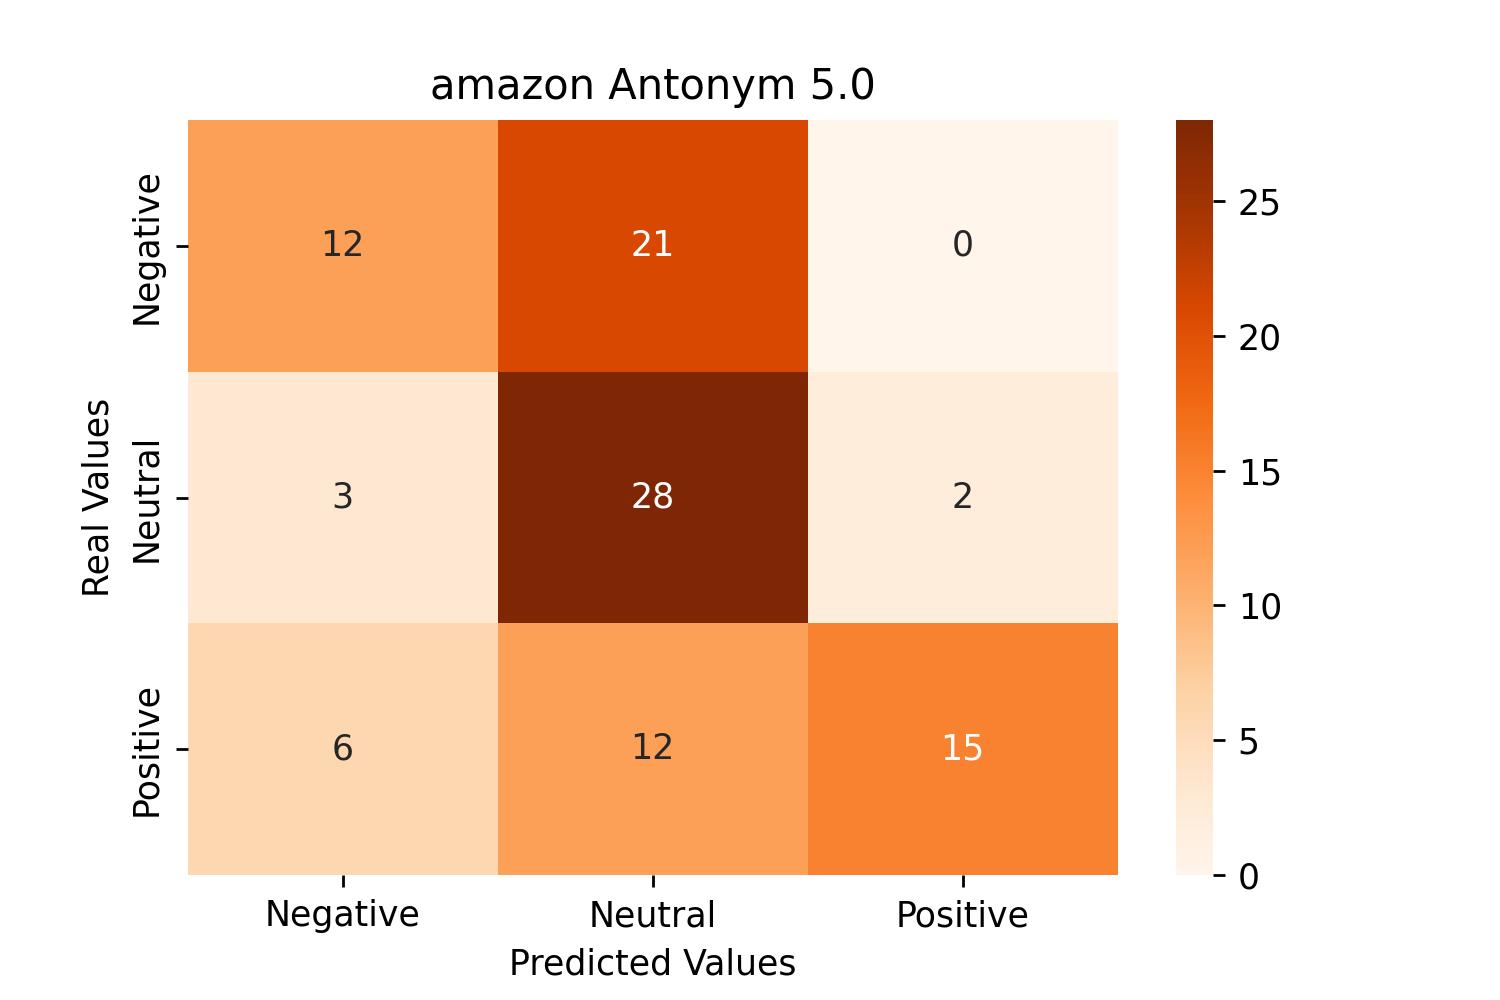 amazon Antonym 5.0
Real Values
Negative
12 21 0
Neutral
3 28 2
Positive
6 12 15
Negative Neutral Positive
Predicted Values
25
20
15
10
5
0